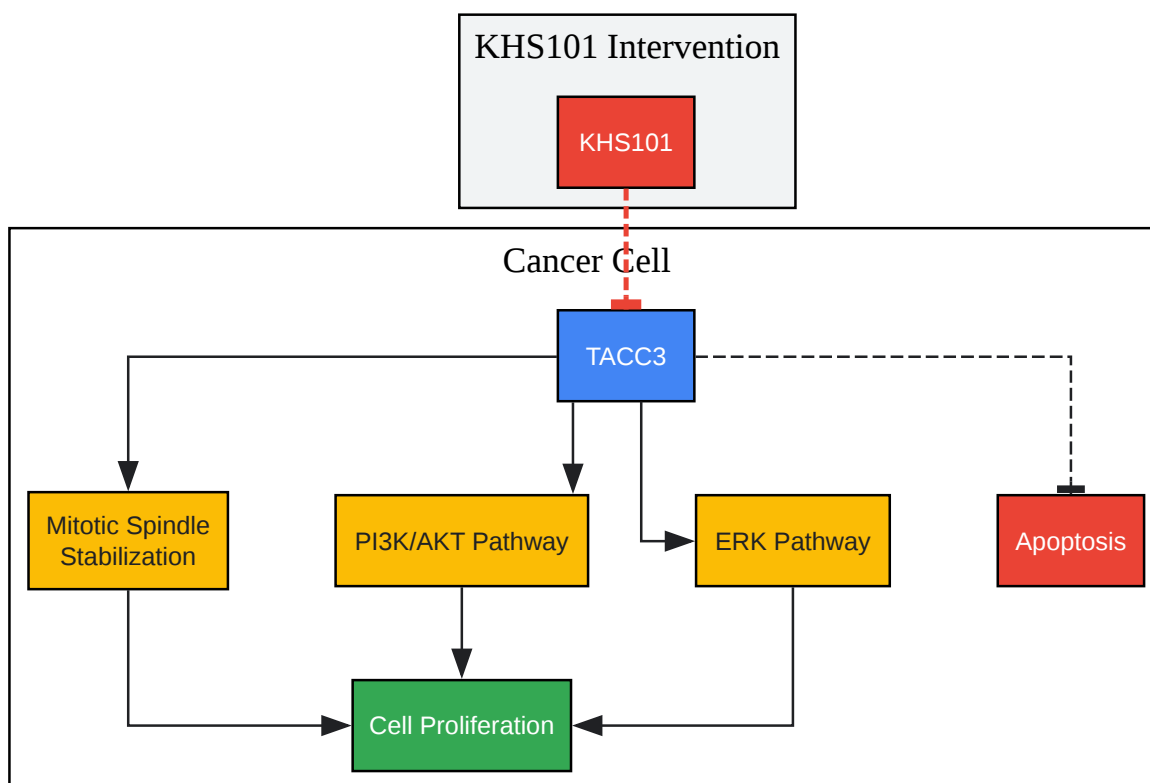 KHS101 Intervention
KHS101
Cancer Cell
TACC3
Mitotic Spindle
Stabilization
PI3K/AKT Pathway
ERK Pathway
Apoptosis
Cell Proliferation